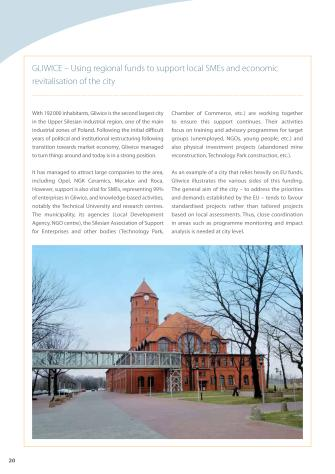 GLIWICE – Using regional funds to support local SMEs and economic
revitalisation of the city
With 192 000 inhabitants, Gliwice is the second largest city
in the Upper Silesian industrial region, one of the main
industrial zones of Poland. Following the initial difficult
years of political and institutional restructuring following
transition towards market economy, Gliwice managed
to turn things around and today is in a strong position.
It has managed to attract large companies to the area,
including Opel, NGK Ceramics, Mecalux and Roca.
However, support is also vital for SMEs, representing 99%
of enterprises in Gliwice, and knowledge-based activities,
notably the Technical University and research centres.
The municipality, its agencies (Local Development
Agency, NGO centre), the Silesian Association of Support
for Enterprises and other bodies (Technology Park,
Chamber of Commerce, etc.) are working together
to ensure this support continues. Their activities
focus on training and advisory programmes for target
groups (unemployed, NGOs, young people, etc.) and
also physical investment projects (abandoned mine
reconstruction, Technology Park construction, etc.).
As an example of a city that relies heavily on EU funds,
Gliwice illustrates the various sides of this funding.
The general aim of the city – to address the priorities
and demands established by the EU – tends to favour
standardised projects rather than tailored projects
based on local assessments. Thus, close coordination
in areas such as programme monitoring and impact
analysis is needed at city level.
20